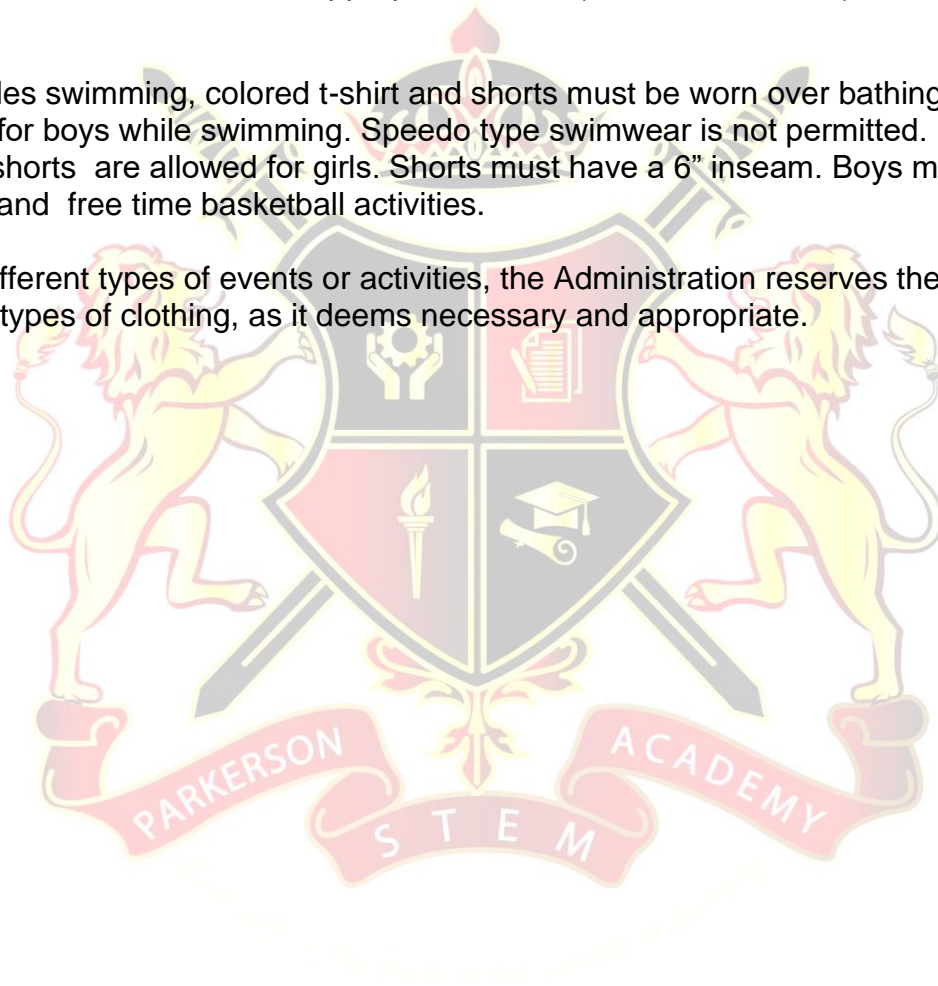 les swimming, colored t-shirt and shorts must be worn over bathing
for boys while swimming. Speedo type swimwear is not permitted.
shorts are allowed for girls. Shorts must have a 6” inseam. Boys m
and free time basketball activities.
fferent types of events or activities, the Administration reserves the
types of clothing, as it deems necessary and appropriate.
PARKERSON
STEM
ACADEMY